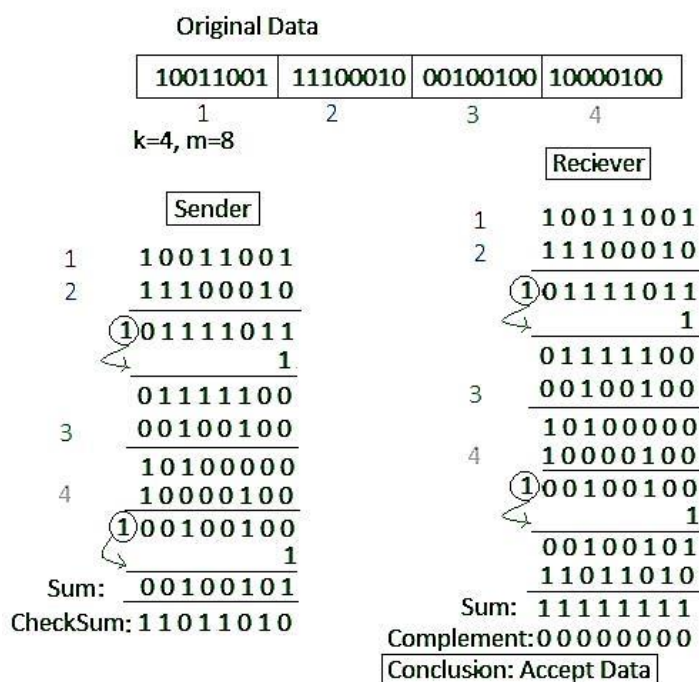 Original Data
10011001 11100010 00100100 10000100
1 2 3 4
k=4, m=8
Sender
1 10011001
2 11100010
1 01111011
1
01111100
3 00100100
10100000
4 10000100
1 00100100
1
Sum: 00100101
CheckSum: 11011010
Reciever
1 10011001
2 11100010
1 01111011
1
01111100
3 00100100
10100000
4 10000100
1 00100100
1
00100101
11011010
Sum: 11111111
Complement: 00000000
Conclusion: Accept Data